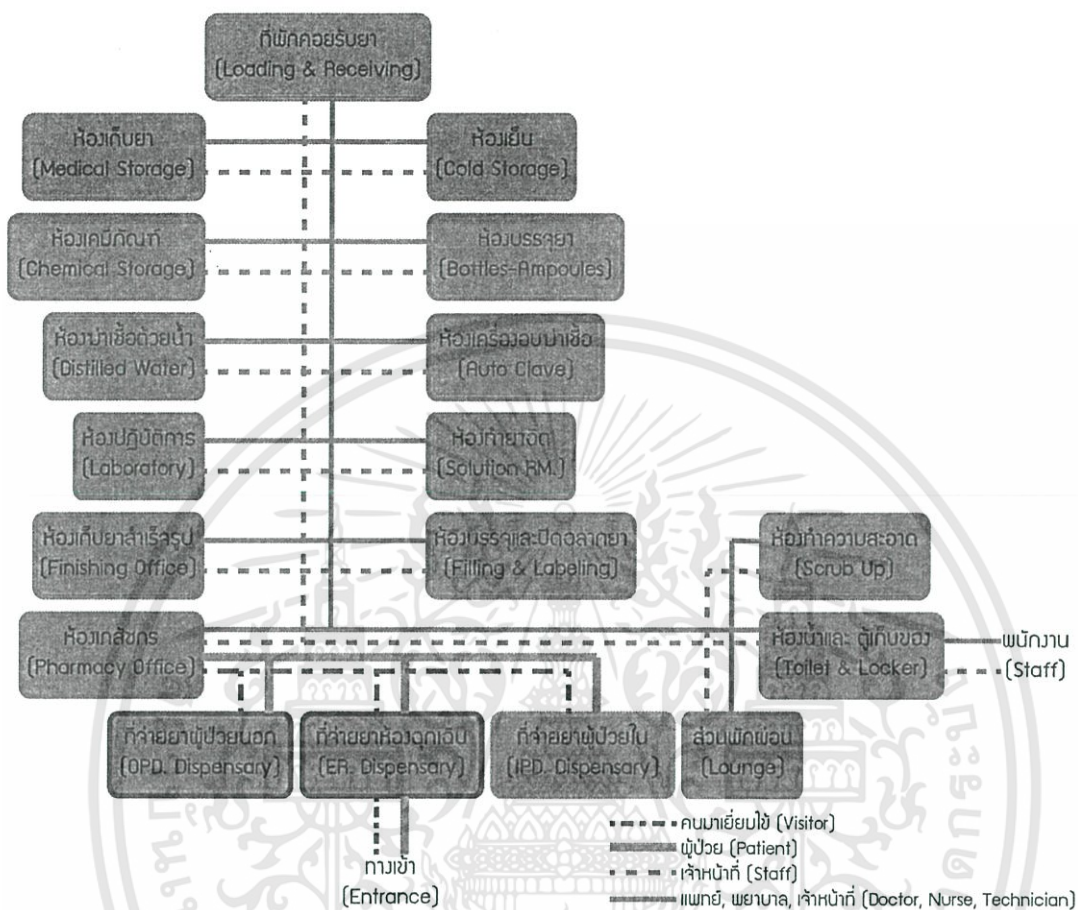 ที่พักคอยรับยา
(Loading & Receiving)
ห้องเก็บยา
(Medical Storage)
ห้องเย็น
(Cold Storage)
ห้องเคมีภัณฑ์
(Chemical Storage)
ห้องบรรจุยา
(Bottles-Ampoules)
ห้องฆ่าเชื้อด้วยน้ำ
(Distilled Water)
ห้องเครื่องอบฆ่าเชื้อ
(Auto Clave)
ห้องปฏิบัติการ
(Laboratory)
ห้องทำยาฉีด
(Solution RM.)
ห้องเก็บยาสำเร็จรูป
(Finishing Office)
ห้องบรรจุและปิดฉลากยา
(Filling & Labeling)
ห้องทำความสะอาด
(Scrub Up)
ห้องเภสัชกร
(Pharmacy Office)
ห้องน้ำและ ตู้เก็บของ
(Toilet & Locker)
พนักงาน
(Staff)
ที่จ่ายยาผู้ป่วยนอก
(OPD. Dispensary)
ที่จ่ายยาห้องฉุกเฉิน
(ER. Dispensary)
ที่จ่ายยาผู้ป่วยใน
(IPD. Dispensary)
ส่วนพักผ่อน
(Lounge)
ทางเข้า
(Entrance)
คนมาเยี่ยมไข้ (Visitor)
ผู้ป่วย (Patient)
เจ้าหน้าที่ (Staff)
แพทย์, พยาบาล, เจ้าหน้าที่ (Doctor, Nurse, Technician)